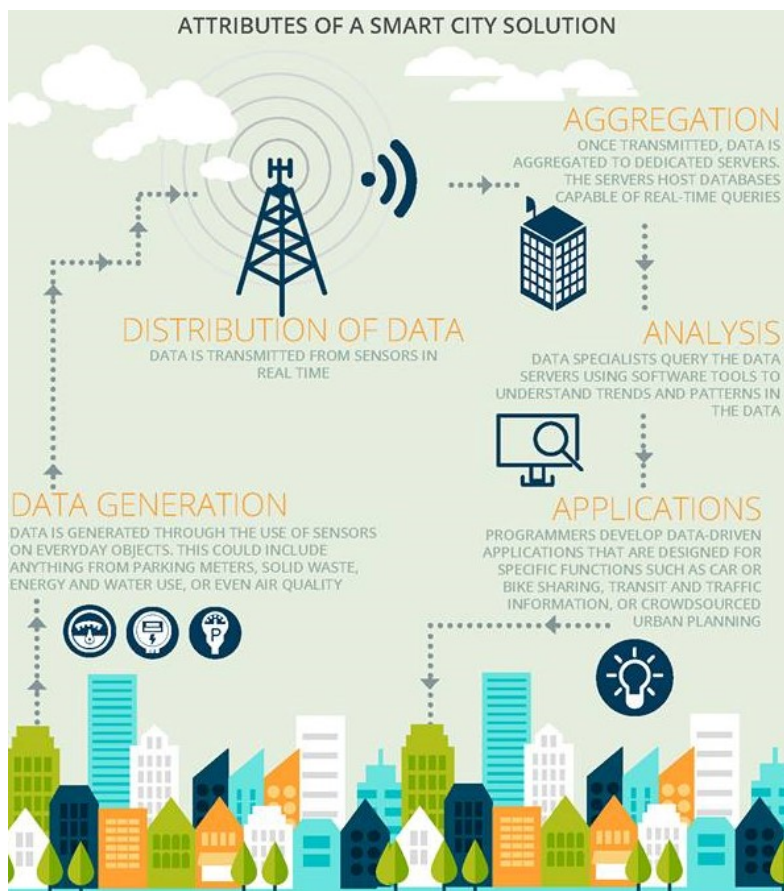 ATTRIBUTES OF A SMART CITY SOLUTION
AGGREGATION
ONCE TRANSMITTED, DATA IS
AGGREGATED TO DEDICATED SERVERS.
THE SERVERS HOST DATABASES
CAPABLE OF REAL-TIME QUERIES
DISTRIBUTION OF DATA
DATA IS TRANSMITTED FROM SENSORS IN
REAL TIME
ANALYSIS
DATA SPECIALISTS QUERY THE DATA
SERVERS USING SOFTWARE TOOLS TO
UNDERSTAND TRENDS AND PATTERNS IN
THE DATA
DATA GENERATION
DATA IS GENERATED THROUGH THE USE OF SENSORS
ON EVERYDAY OBJECTS. THIS COULD INCLUDE
ANYTHING FROM PARKING METERS, SOLID WASTE,
ENERGY AND WATER USE, OR EVEN AIR QUALITY
P
APPLICATIONS
PROGRAMMERS DEVELOP DATA-DRIVEN
APPLICATIONS THAT ARE DESIGNED FOR
SPECIFIC FUNCTIONS SUCH AS CAR OR
BIKE SHARING, TRANSIT AND TRAFFIC
INFORMATION, OR CROWDSOURCED
URBAN PLANNING